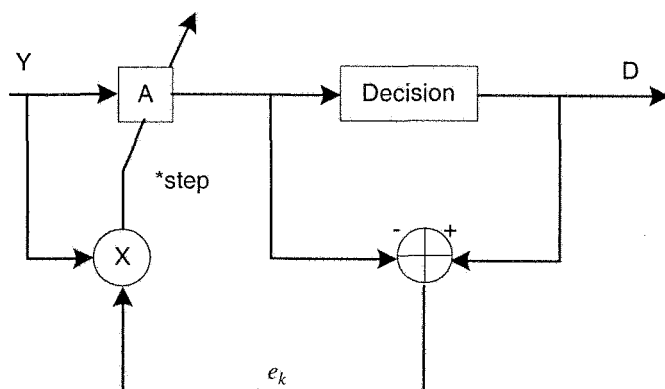 Y
D
A
Decision
*step
- +
X
e_k